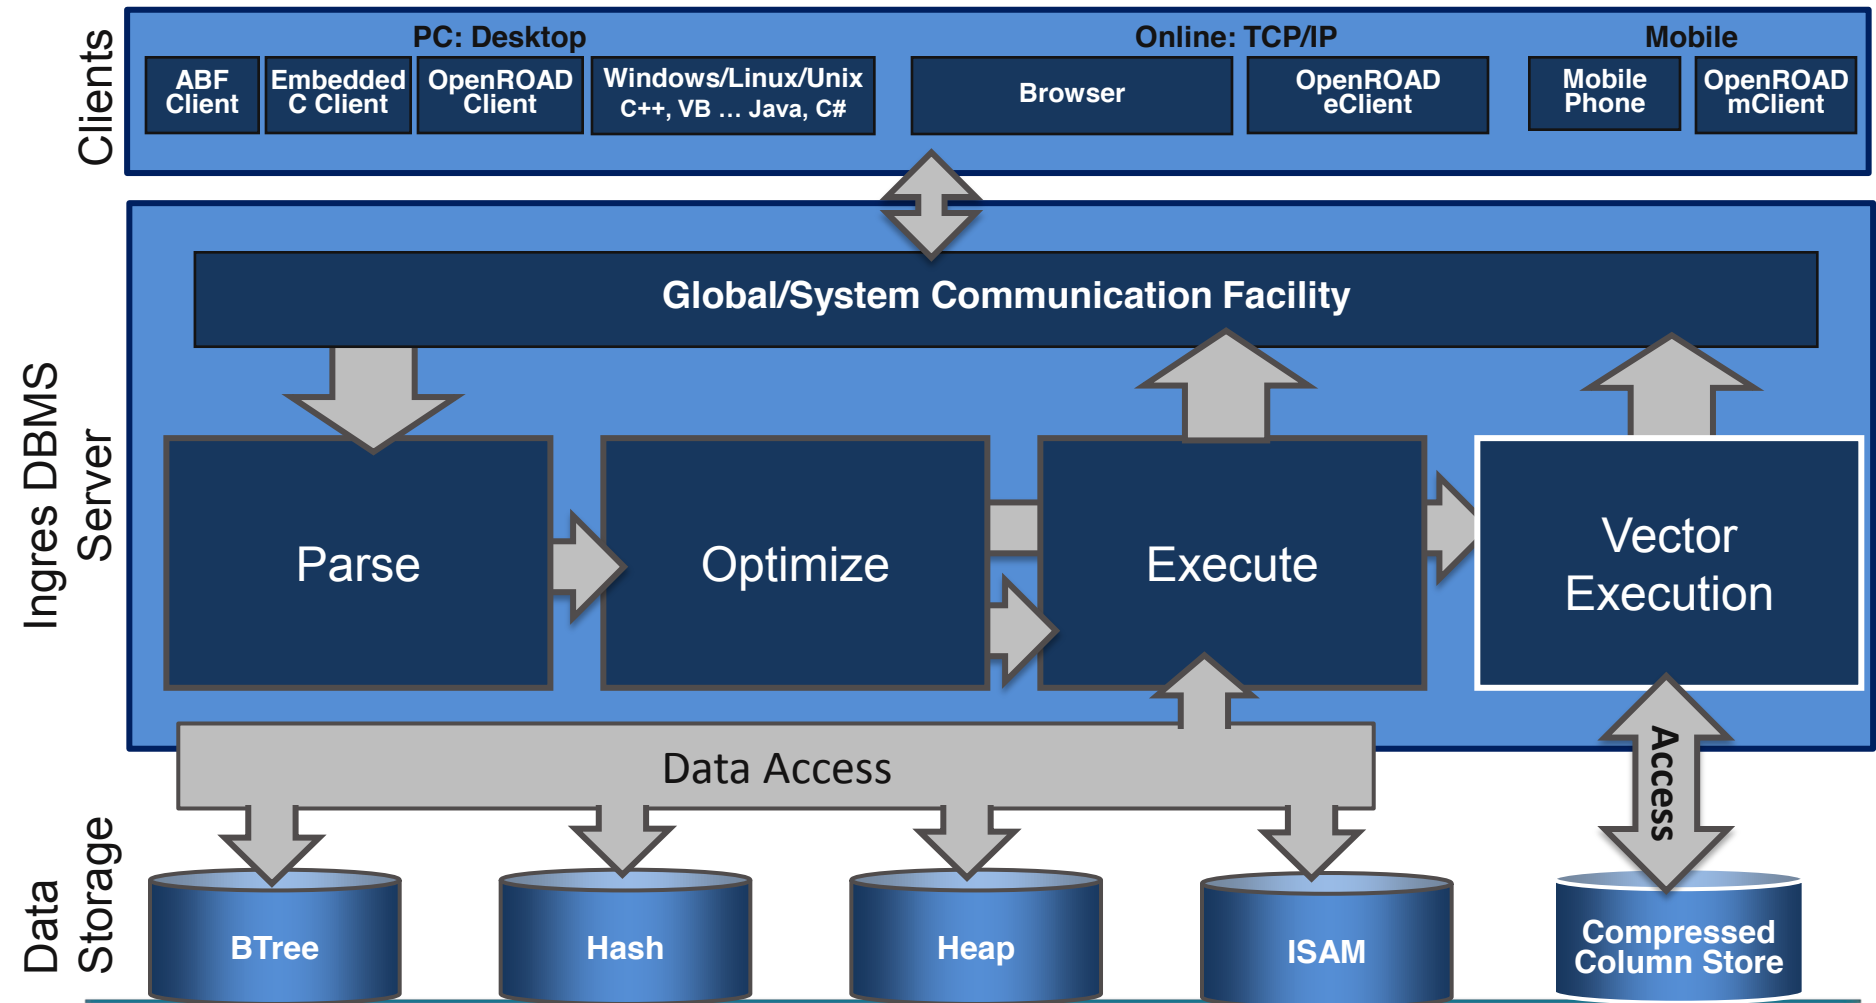 Clients
PC: Desktop
Online: TCP/IP
Mobile
ABF
Client
Embedded
C Client
OpenROAD
Client
Windows/Linux/Unix
C++, VB … Java, C#
Browser
OpenROAD
eClient
Mobile
Phone
OpenROAD
mClient
Ingres DBMS
Server
Global/System Communication Facility
Parse
Optimize
Execute
Vector
Execution
Data Access
Access
Data
Storage
BTree
Hash
Heap
ISAM
Compressed
Column Store